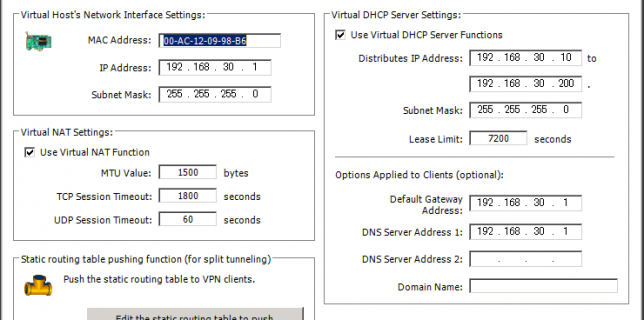 Virtual Host's Network Interface Settings:
MAC Address: 00-AC-12-09-98-B6
IP Address: 192 . 168 . 30 . 1
Subnet Mask: 255 . 255 . 255 . 0
Virtual NAT Settings:
Use Virtual NAT Function
MTU Value: 1500 bytes
TCP Session Timeout: 1800 seconds
UDP Session Timeout: 60 seconds
Static routing table pushing function (for split tunneling)
Push the static routing table to VPN clients.
Edit the static routing table to push
Virtual DHCP Server Settings:
Use Virtual DHCP Server Functions
Distributes IP Address: 192 . 168 . 30 . 10 to
192 . 168 . 30 . 200 .
Subnet Mask: 255 . 255 . 255 . 0
Lease Limit: 7200 seconds
Options Applied to Clients (optional):
Default Gateway
Address: 192 . 168 . 30 . 1
DNS Server Address 1: 192 . 168 . 30 . 1
DNS Server Address 2: . . .
Domain Name: